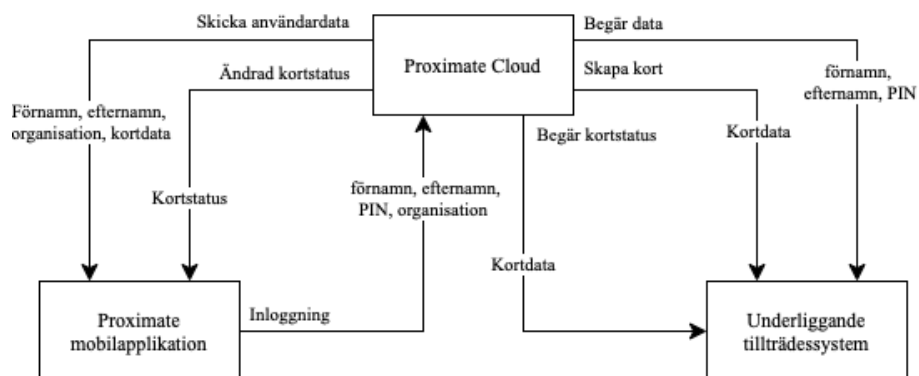 Skicka användardata
Begär data
Proximate Cloud
Ändrad kortstatus
Skapa kort
förnamn,
efternamn, PIN
Förnamn, efternamn,
organisation, kortdata
Begär kortstatus
Kortdata
Kortstatus
förnamn, efternamn,
PIN, organisation
Kortdata
Inloggning
Proximate
mobilapplikation
Underliggande
tillträdessystem